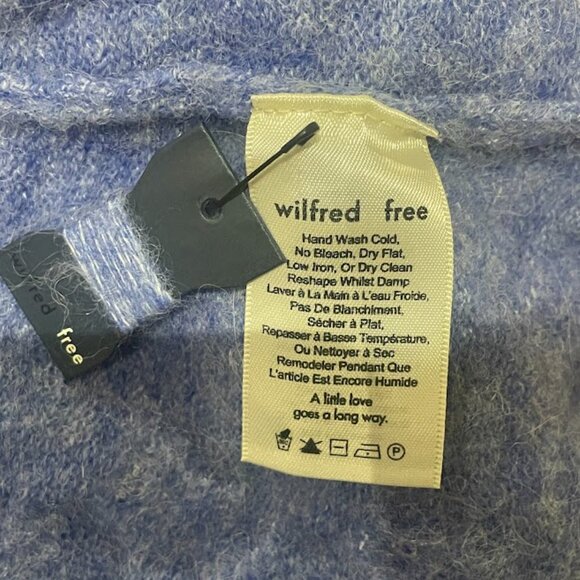 wilfred free
Hand Wash Cold,
No Bleach, Dry Flat,
Low Iron, Or Dry Clean
Reshape Whilst Damp
Laver à La Main à L'eau Froide,
Pas De Blanchiment,
Sécher à Plat,
Repasser à Basse Température,
Ou Nettoyer à Sec
Remodeler Pendant Que
L'article Est Encore Humide
A little love
goes a long way.
P
wilfred free